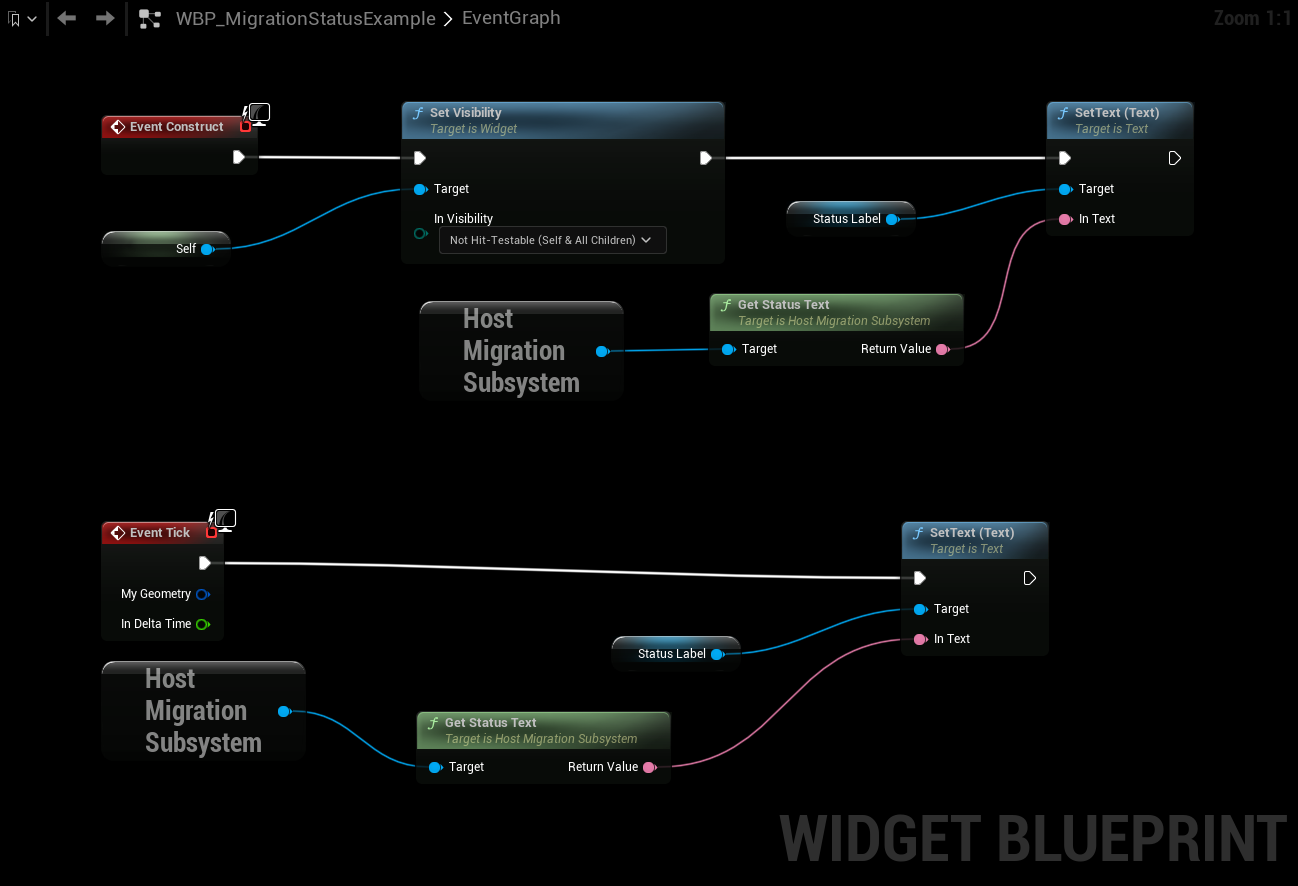 WBP_MigrationStatusExample > EventGraph
Zoom 1:1
Event Construct
Self
Set Visibility
Target is Widget
Target
In Visibility
Not Hit-Testable (Self & All Children)
Status Label
SetText (Text)
Target is Text
Target
In Text
Host
Migration
Subsystem
Get Status Text
Target is Host Migration Subsystem
Target
Return Value
Event Tick
My Geometry
In Delta Time
Host
Migration
Subsystem
Get Status Text
Target is Host Migration Subsystem
Target
Return Value
Status Label
SetText (Text)
Target is Text
Target
In Text
WIDGET BLUEPRINT